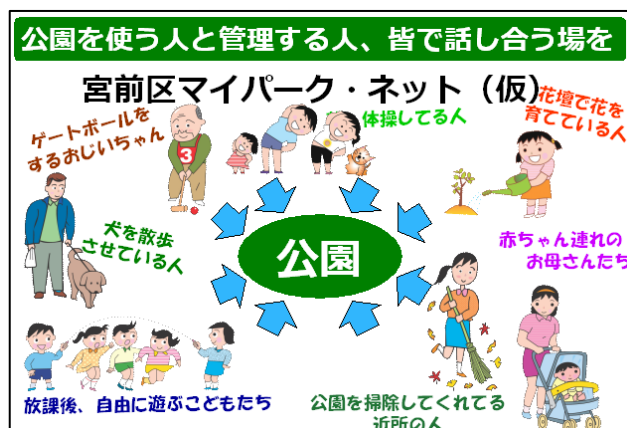 公園を使う人と管理する人、皆で話し合う場を
宮前区マイパーク・ネット（仮）
ゲートボールを
するおじいちゃん
体操してる人
花壇で花を
育てている人
3
犬を散歩
させている人
公園
赤ちゃん連れの
お母さんたち
放課後、自由に遊ぶこどもたち
公園を掃除してくれてる
近所の人